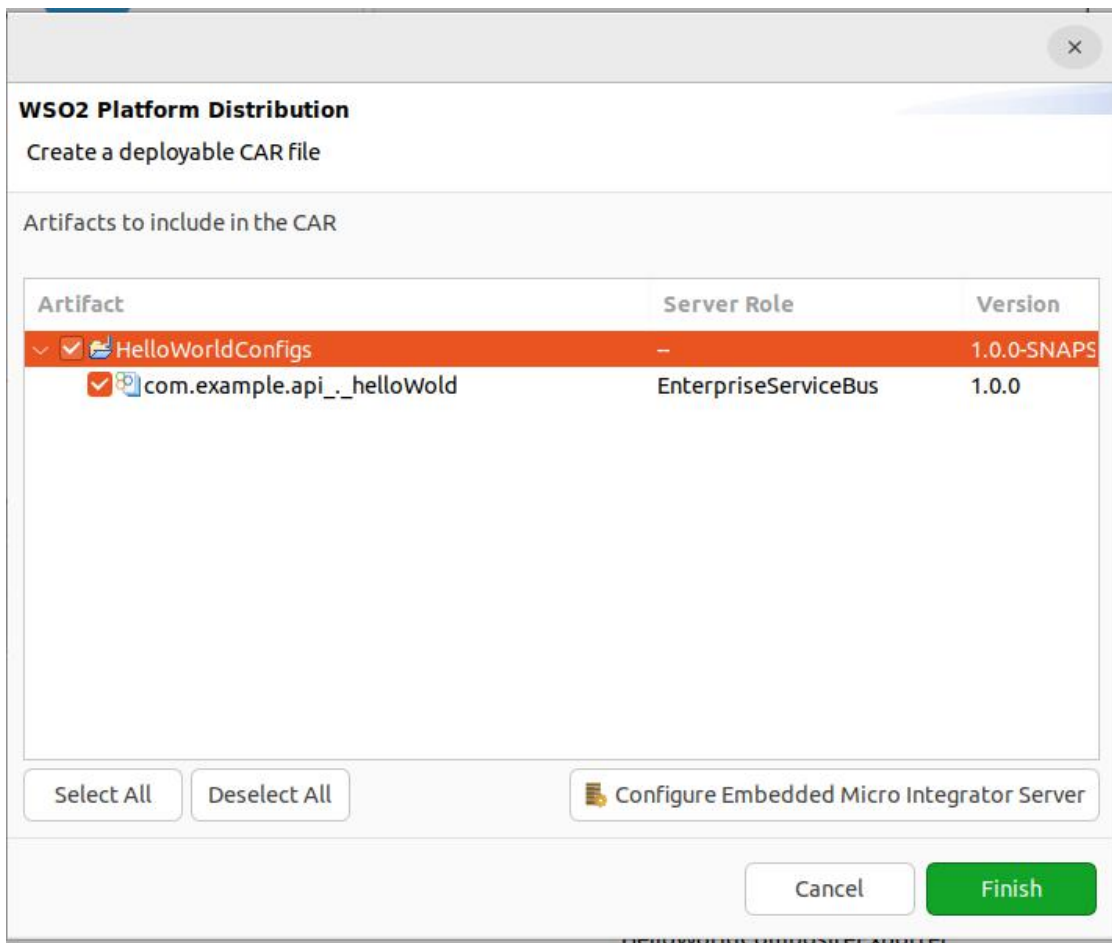 WSO2 Platform Distribution
Create a deployable CAR file
Artifacts to include in the CAR
Artifact Server Role Version
HelloWorldConfigs -- 1.0.0-SNAPS
com.example.api_._helloWold EnterpriseServiceBus 1.0.0
Select All Deselect All Configure Embedded Micro Integrator Server
Cancel Finish